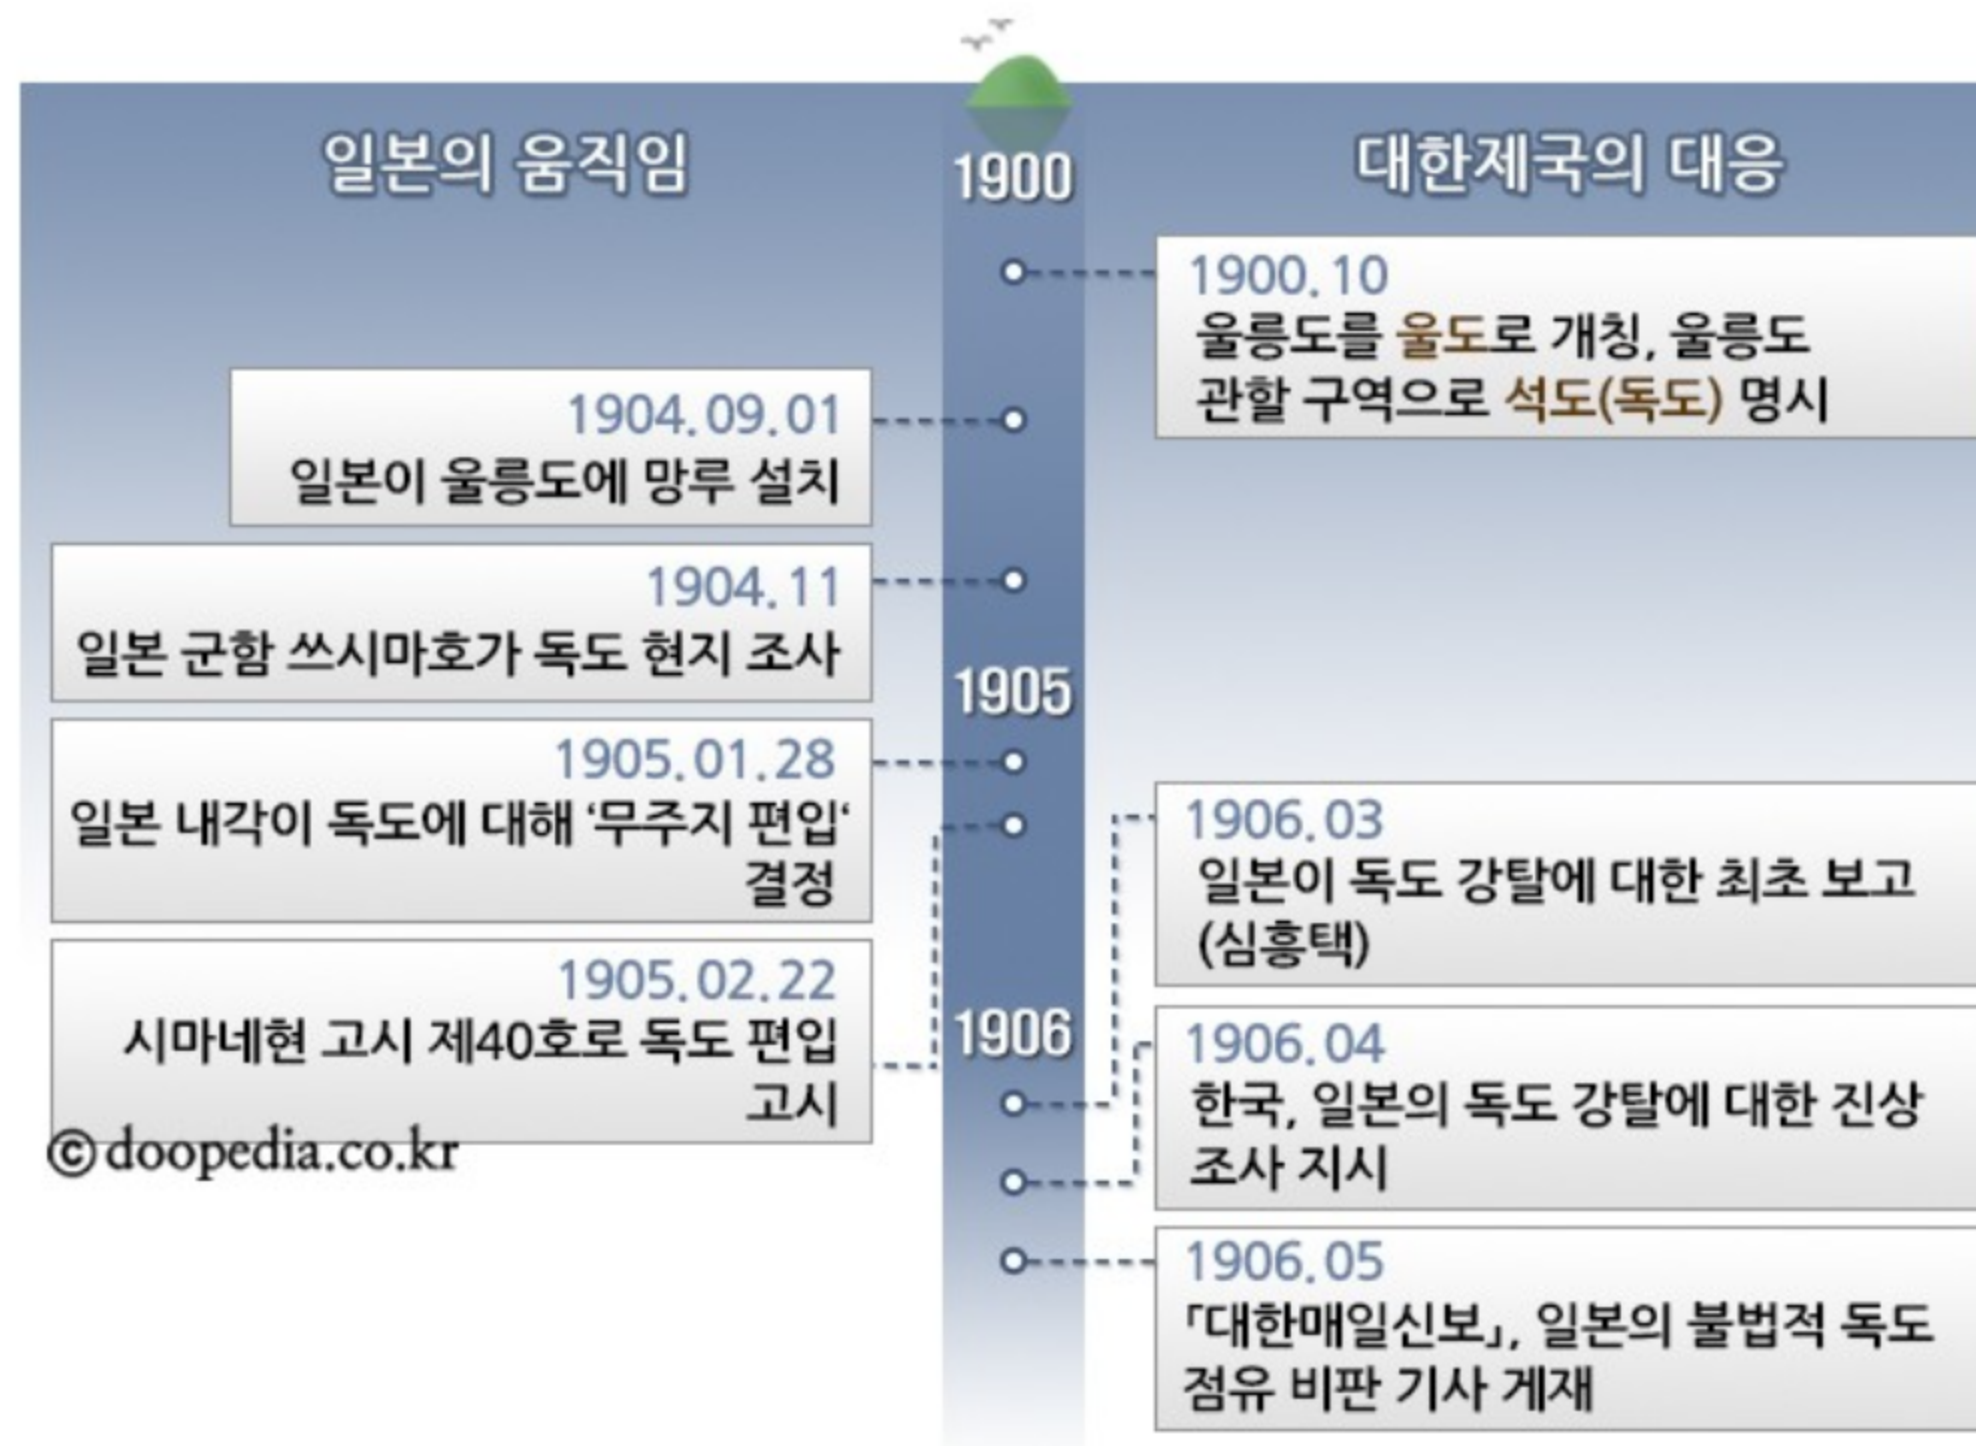 일본의 움직임
1900
대한제국의 대응
1900.10
울릉도를 울도로 개칭, 울릉도
관할 구역으로 석도(독도) 명시
1904.09.01
일본이 울릉도에 망루 설치
1904.11
일본 군함 쓰시마호가 독도 현지 조사
1905
1905.01.28
일본 내각이 독도에 대해 ‘무주지 편입‘
결정
1905.02.22
시마네현 고시 제40호로 독도 편입
고시
1906.03
일본이 독도 강탈에 대한 최초 보고
(심흥택)
1906
1906.04
한국, 일본의 독도 강탈에 대한 진상
조사 지시
1906.05
「대한매일신보」, 일본의 불법적 독도
점유 비판 기사 게재
ⓒ doopedia.co.kr